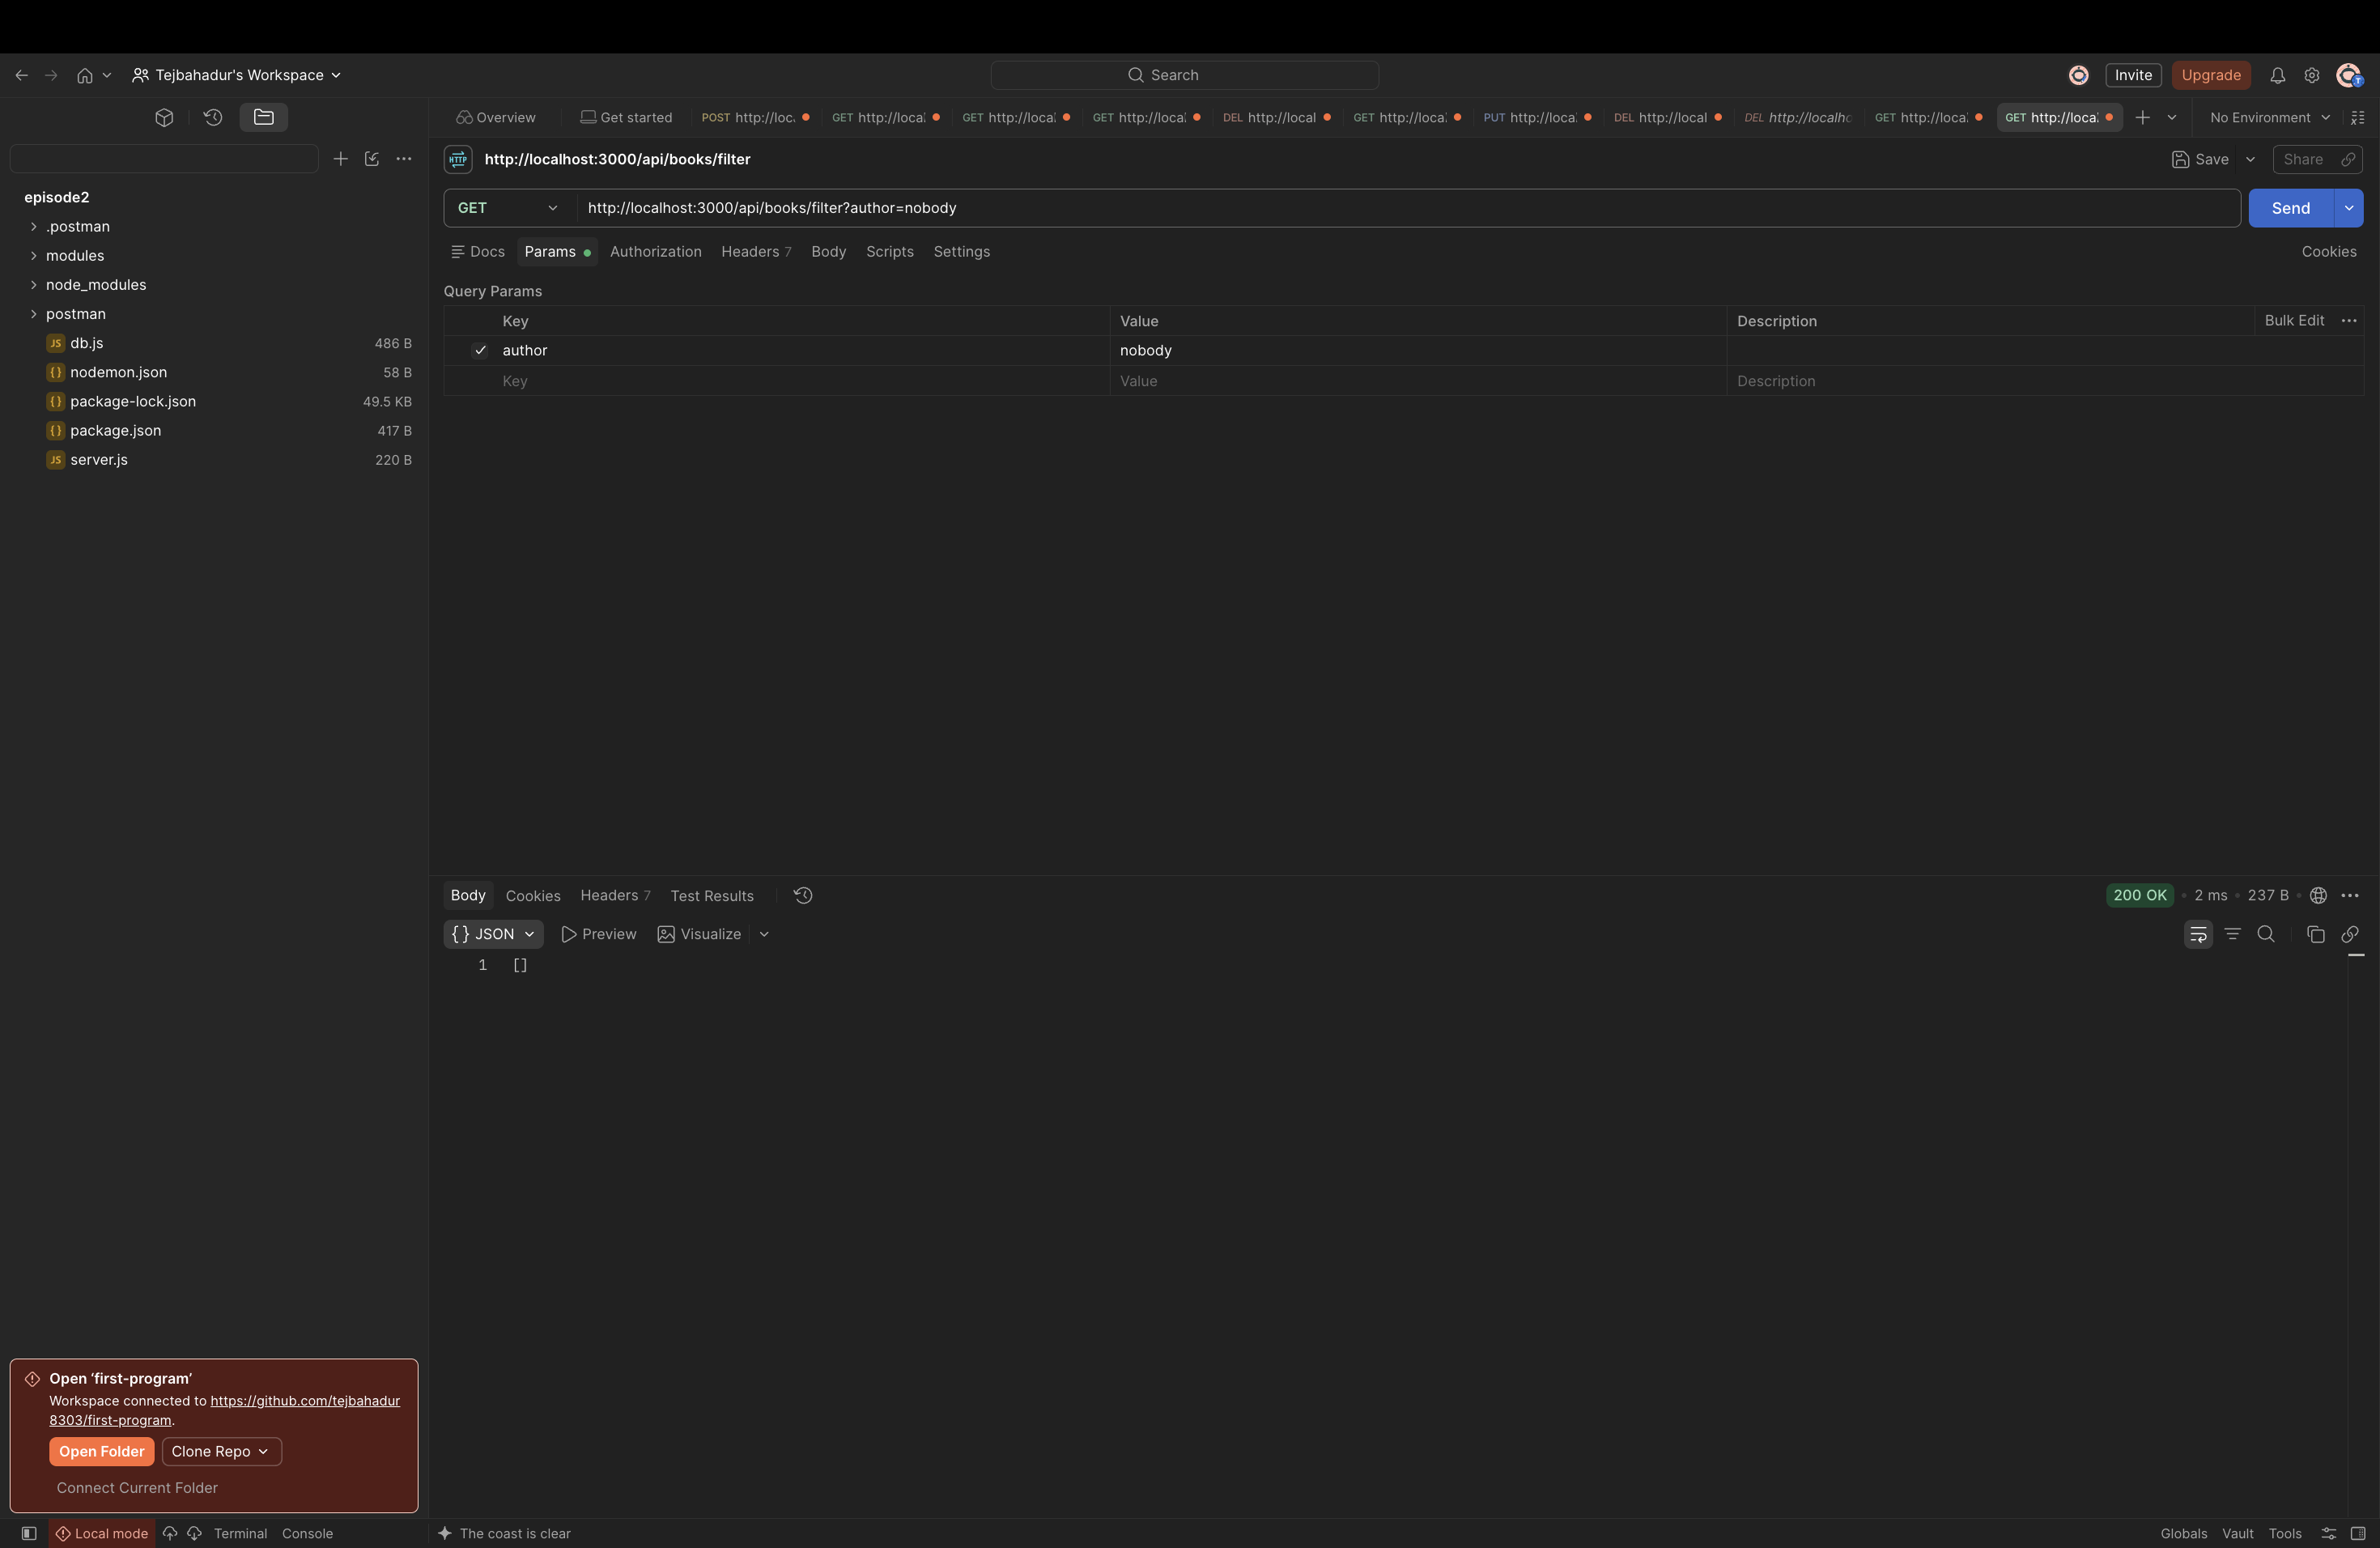 Tejbahadur's Workspace
Search
Invite
Upgrade
Overview
Get started
POST http://loc
GET http://local
GET http://local
GET http://local
DEL http://local
GET http://local
PUT http://local
DEL http://local
DEL http://localho
GET http://local
GET http://local
No Environment
HTTP
http://localhost:3000/api/books/filter
Save
Share
episode2
.postman
modules
node_modules
postman
JS db.js 486 B
{} nodemon.json 58 B
{} package-lock.json 49.5 KB
{} package.json 417 B
JS server.js 220 B
GET
http://localhost:3000/api/books/filter?author=nobody
Send
Docs
Params
Authorization
Headers 7
Body
Scripts
Settings
Cookies
Query Params
Key Value Description Bulk Edit
author nobody
Key Value Description
Body
Cookies
Headers 7
Test Results
200 OK • 2 ms • 237 B
{} JSON
Preview
Visualize
1 []
Open ‘first-program’
Workspace connected to https://github.com/tejbahadur
8303/first-program.
Open Folder
Clone Repo
Connect Current Folder
Local mode
Terminal
Console
The coast is clear
Globals
Vault
Tools